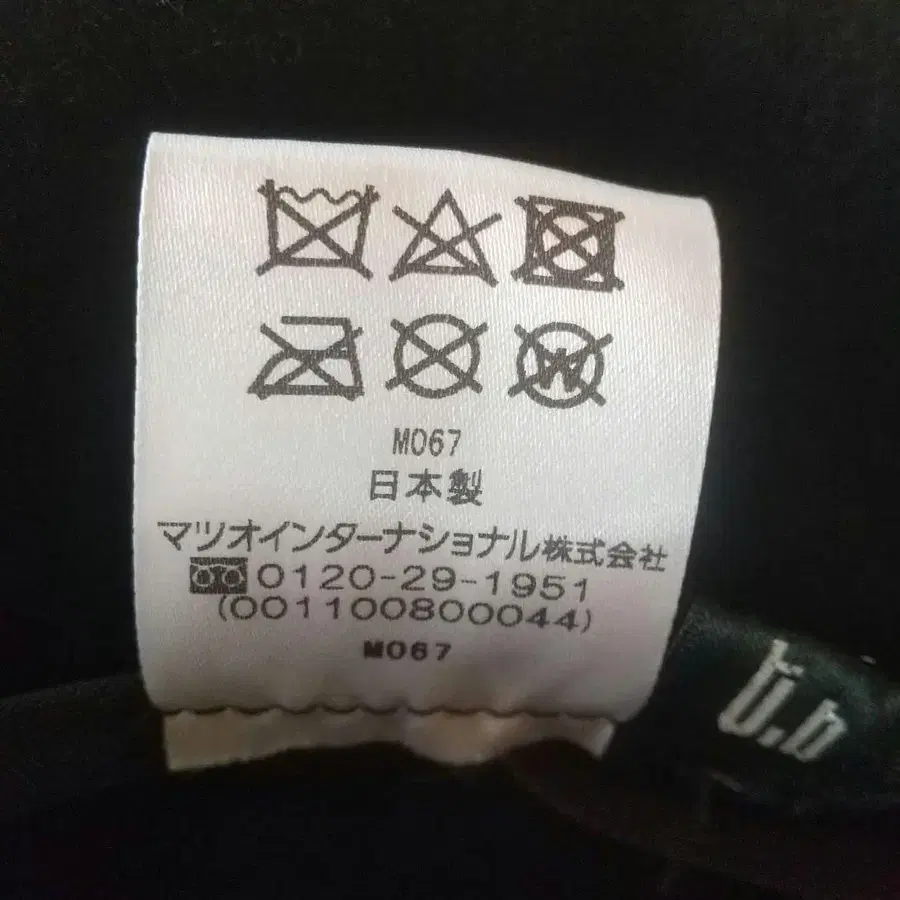 M067
日本製
マツオインターナショナル株式会社
0120-29-1951
(001100800044)
M067